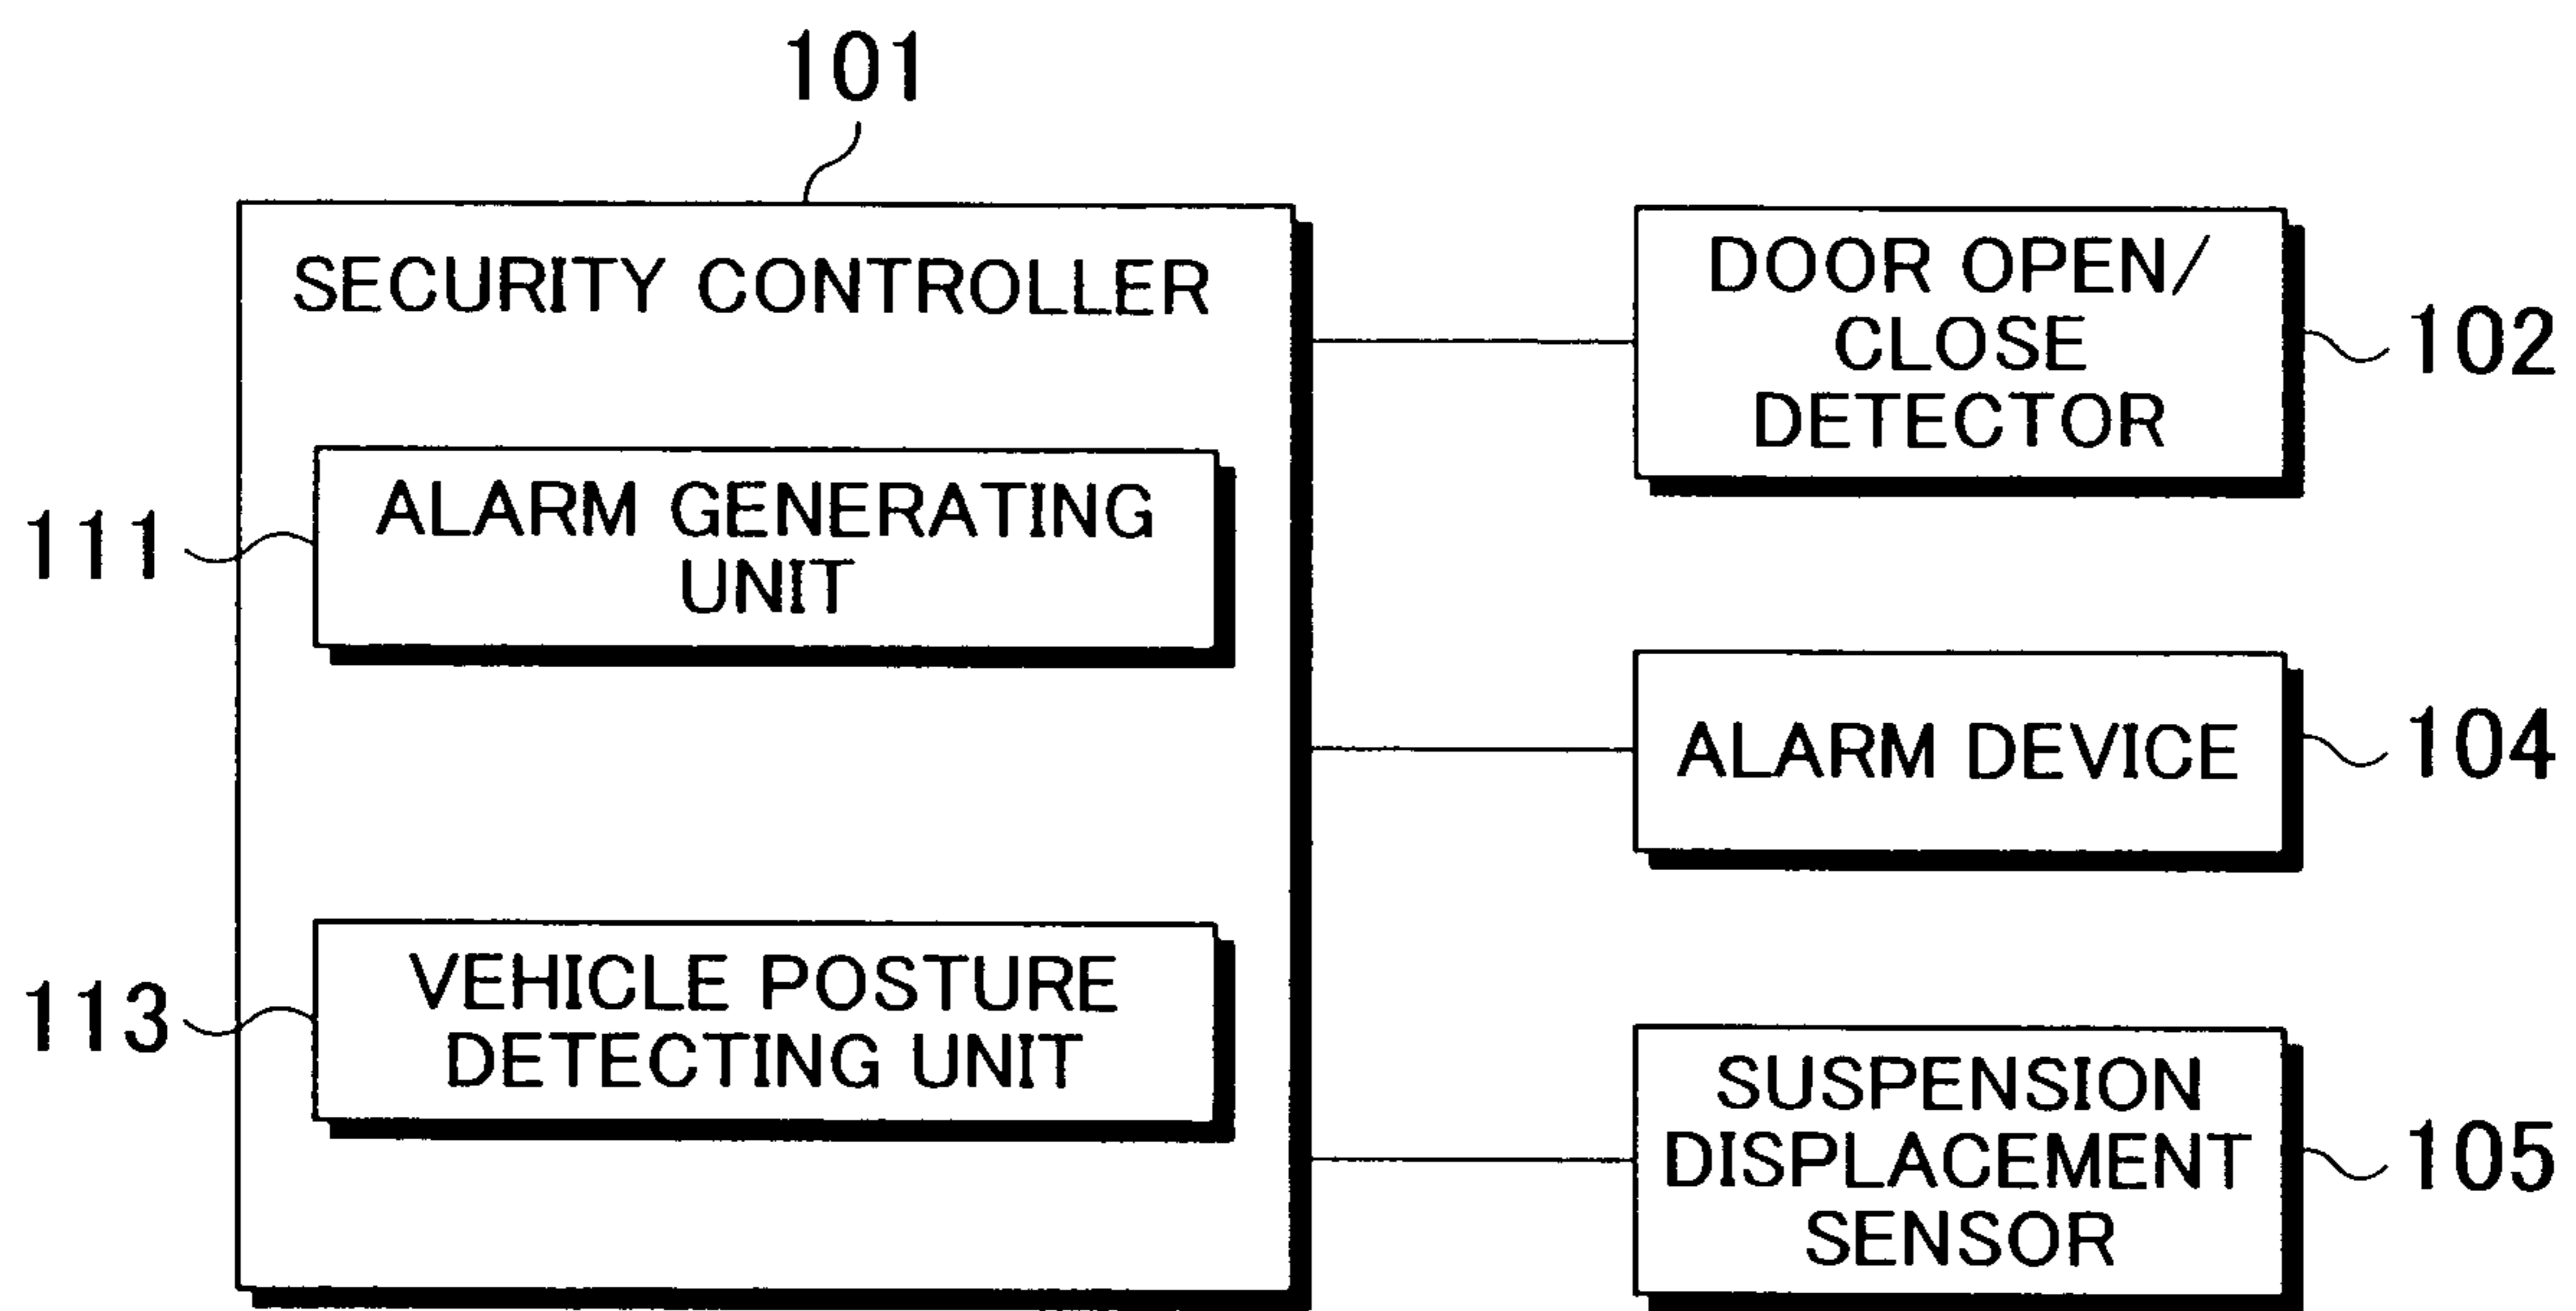 101
SECURITY CONTROLLER
111
ALARM GENERATING
UNIT
113
VEHICLE POSTURE
DETECTING UNIT
DOOR OPEN/
CLOSE
DETECTOR
102
ALARM DEVICE
104
SUSPENSION
DISPLACEMENT
SENSOR
105